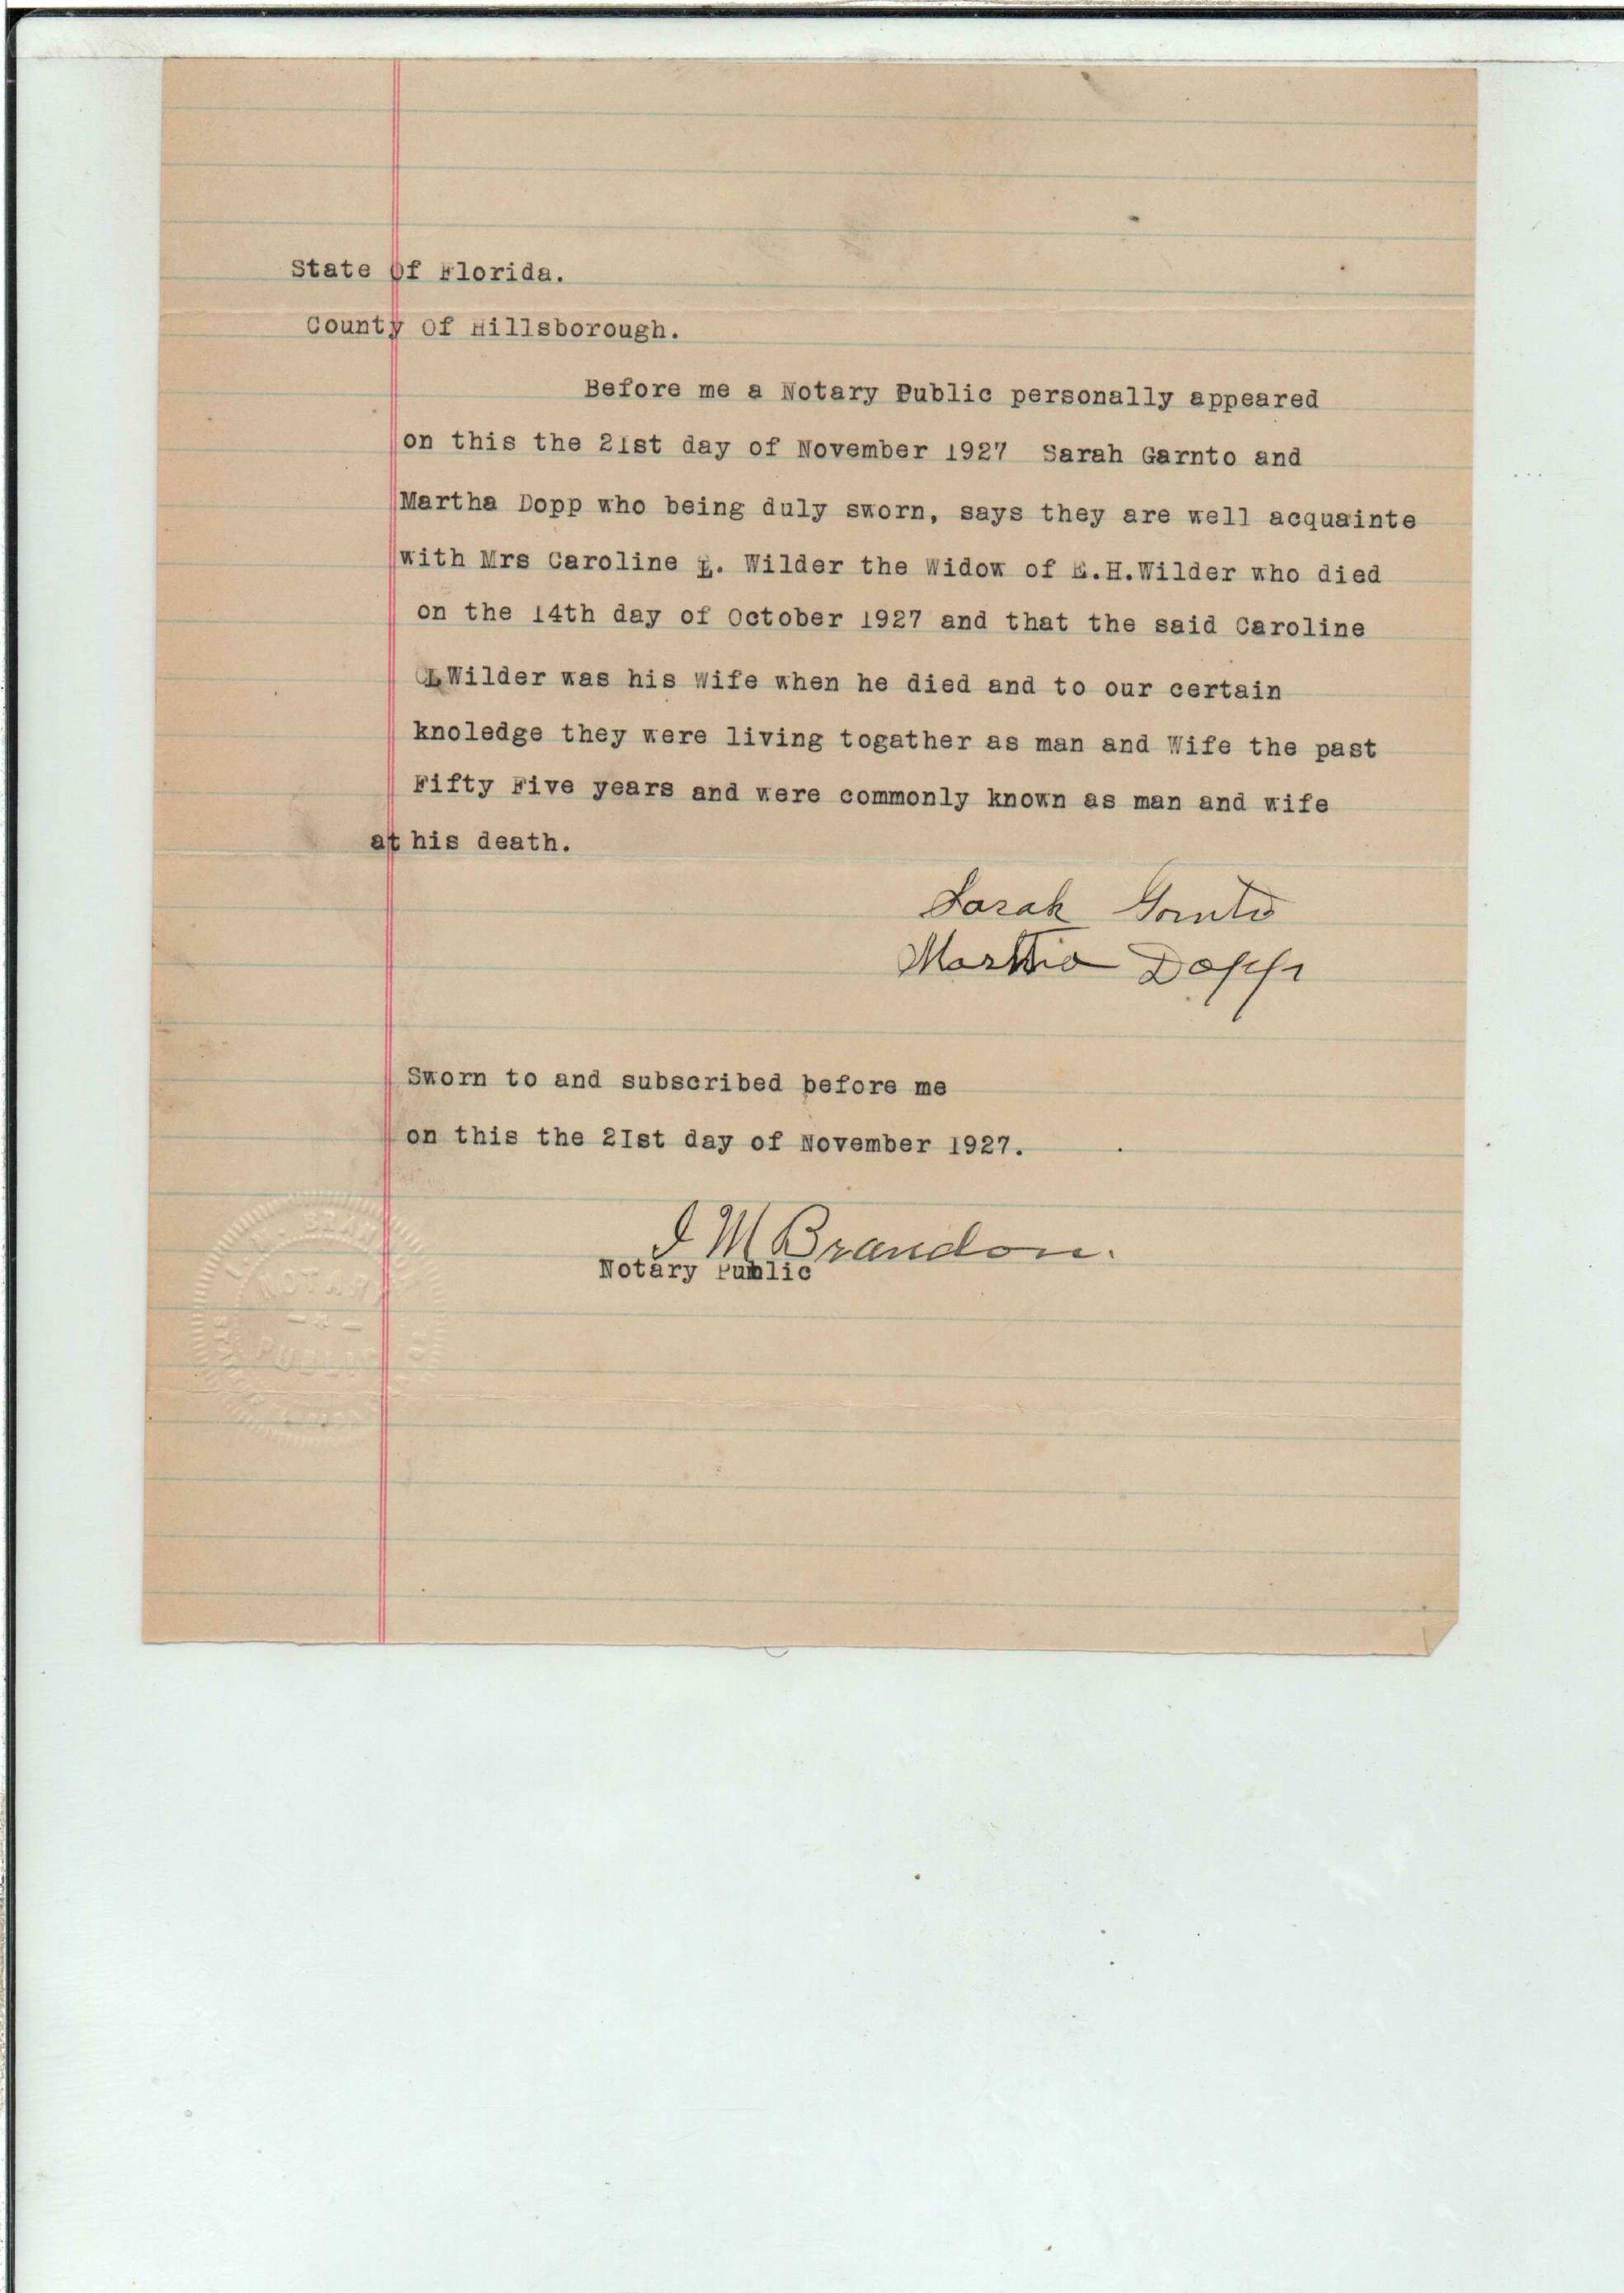 State Of Florida.
County Of Hillsborough.
Before me a Notary Public personally appeared
on this the 21st day of November 1927 Sarah Garnto and
Martha Dopp who being duly sworn, says they are well acquainte
with Mrs Caroline L. Wilder the Widow of E.H.Wilder who died
on the 14th day of October 1927 and that the said Caroline
L Wilder was his Wife when he died and to our certain
knoledge they were living togather as man and Wife the past
Fifty Five years and were commonly known as man and wife
at his death.
Sarah Garnto
Martha Dopp
Sworn to and subscribed before me
on this the 2Ist day of November 1927.
I M Brandon.
Notary Public
NOTARY
PUBLIC